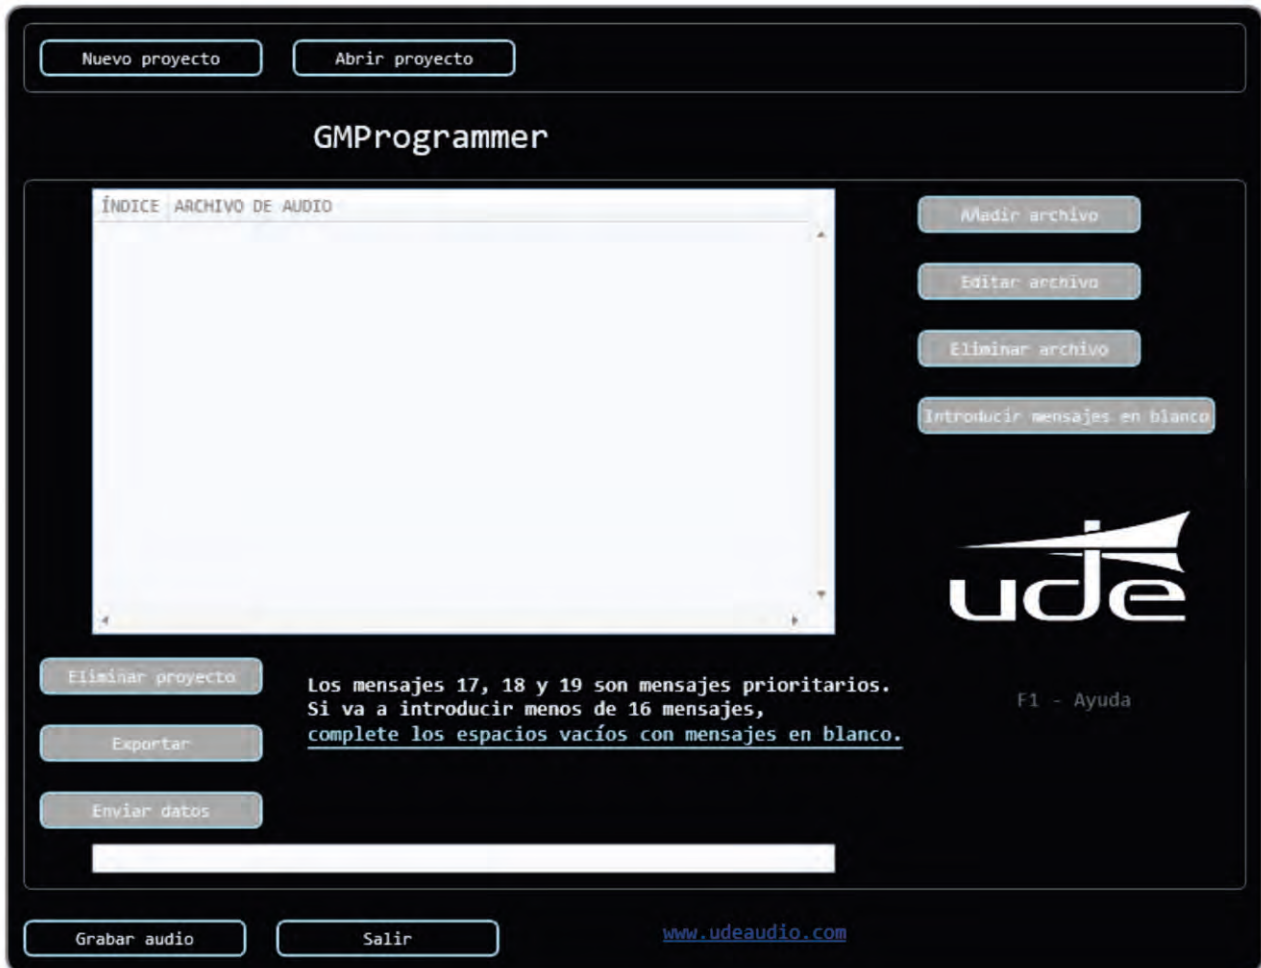 Nuevo proyecto
Abrir proyecto
GMProgrammer
ÍNDICE ARCHIVO DE AUDIO
Añadir archivo
Editar archivo
Eliminar archivo
Introducir mensajes en blanco
ude
Eliminar proyecto
Los mensajes 17, 18 y 19 son mensajes prioritarios.
Si va a introducir menos de 16 mensajes,
complete los espacios vacíos con mensajes en blanco.
F1 - Ayuda
Exportar
Enviar datos
Grabar audio
Salir
www.udeaudio.com